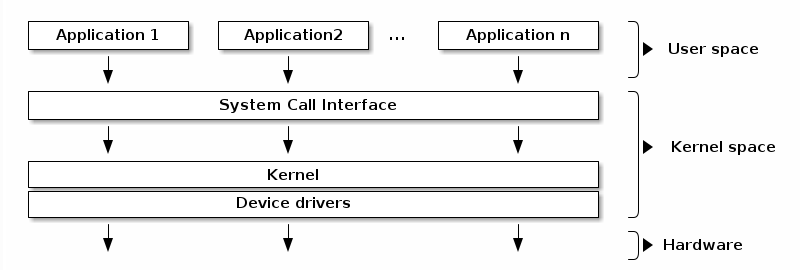 Application 1
Application2
...
Application n
User space
System Call Interface
Kernel space
Kernel
Device drivers
Hardware